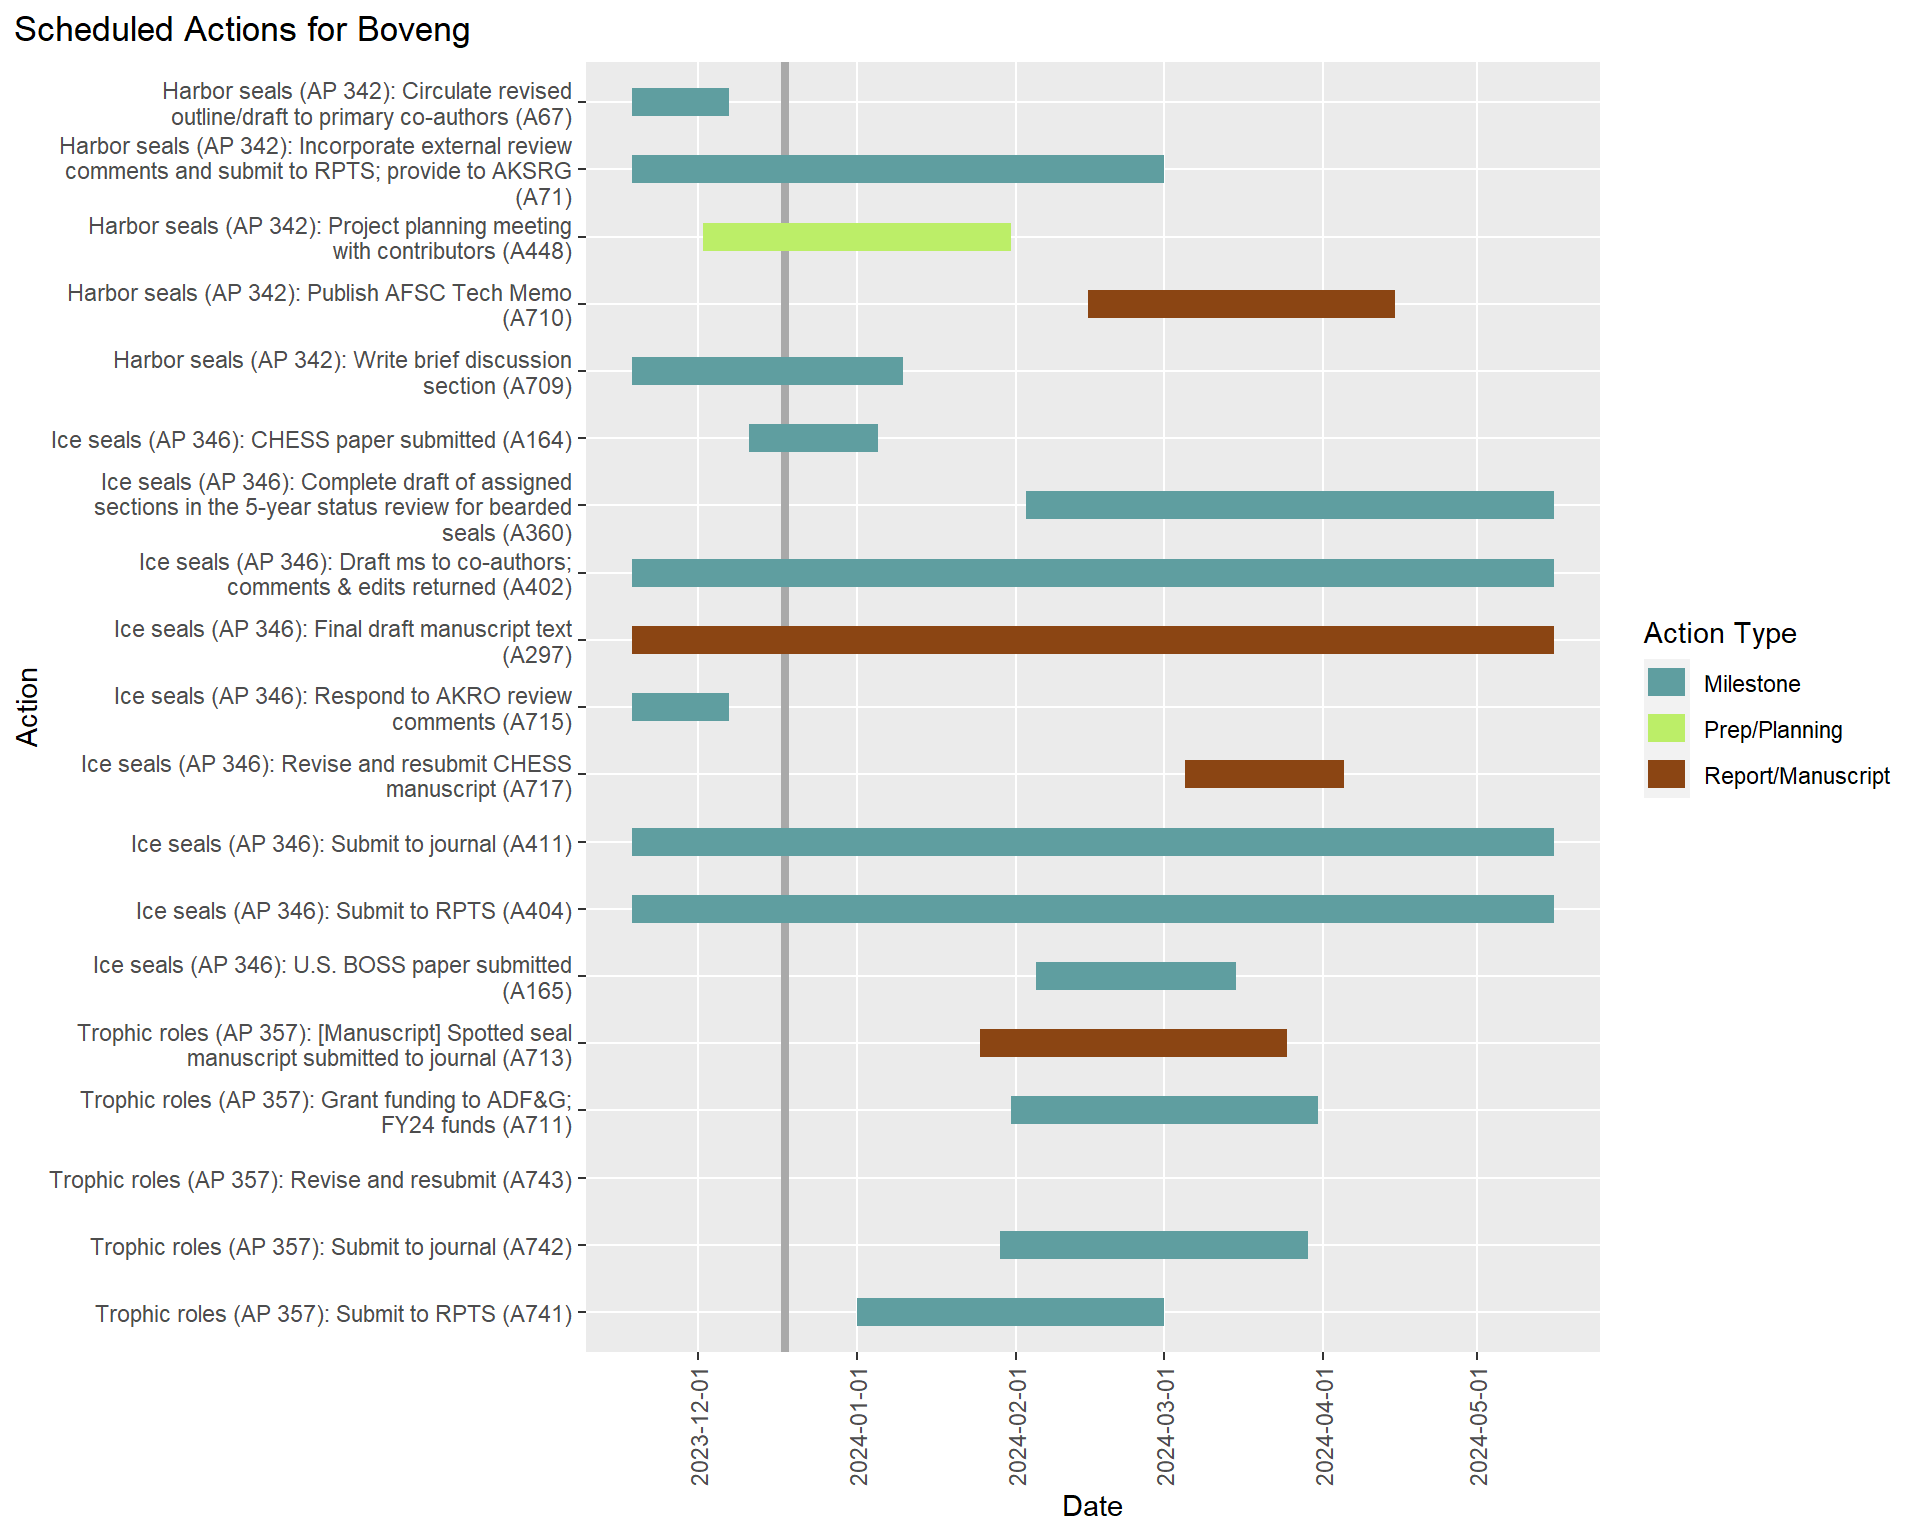 Scheduled Actions for Boveng
Harbor seals (AP 342): Circulate revised
outline/draft to primary co-authors (A67)
Harbor seals (AP 342): Incorporate external review
comments and submit to RPTS; provide to AKSRG
(A71)
Harbor seals (AP 342): Project planning meeting
with contributors (A448)
Harbor seals (AP 342): Publish AFSC Tech Memo
(A710)
Harbor seals (AP 342): Write brief discussion
section (A709)
Ice seals (AP 346): CHESS paper submitted (A164)
Ice seals (AP 346): Complete draft of assigned
sections in the 5-year status review for bearded
seals (A360)
Ice seals (AP 346): Draft ms to co-authors;
comments & edits returned (A402)
Ice seals (AP 346): Final draft manuscript text
(A297)
Ice seals (AP 346): Respond to AKRO review
comments (A715)
Ice seals (AP 346): Revise and resubmit CHESS
manuscript (A717)
Ice seals (AP 346): Submit to journal (A411)
Ice seals (AP 346): Submit to RPTS (A404)
Ice seals (AP 346): U.S. BOSS paper submitted
(A165)
Trophic roles (AP 357): [Manuscript] Spotted seal
manuscript submitted to journal (A713)
Trophic roles (AP 357): Grant funding to ADF&G;
FY24 funds (A711)
Trophic roles (AP 357): Revise and resubmit (A743)
Trophic roles (AP 357): Submit to journal (A742)
Trophic roles (AP 357): Submit to RPTS (A741)
Action
2023-12-01
2024-01-01
2024-02-01
2024-03-01
2024-04-01
2024-05-01
Date
Action Type
Milestone
Prep/Planning
Report/Manuscript